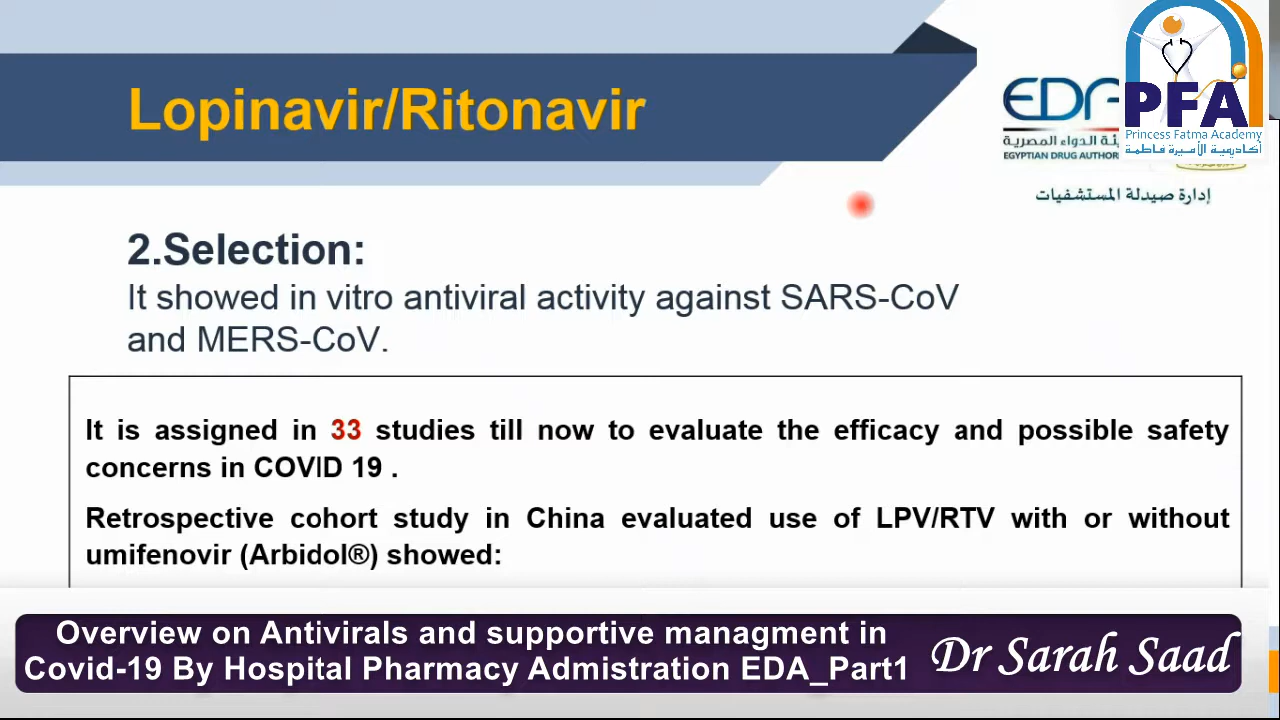 Lopinavir/Ritonavir
PFA
Princess Fatma Academy
أكاديمية الأميرة فاطمة
ئة الدواء المصرية
EGYPTIAN DRUG AUTHOR
إدارة صيدلة المستشفيات
2.Selection:
It showed in vitro antiviral activity against SARS-CoV
and MERS-CoV.
It is assigned in 33 studies till now to evaluate the efficacy and possible safety
concerns in COVID 19 .
Retrospective cohort study in China evaluated use of LPV/RTV with or without
umifenovir (Arbidol®) showed:
Overview on Antivirals and supportive managment in
Covid-19 By Hospital Pharmacy Admistration EDA_Part1
Dr Sarah Saad